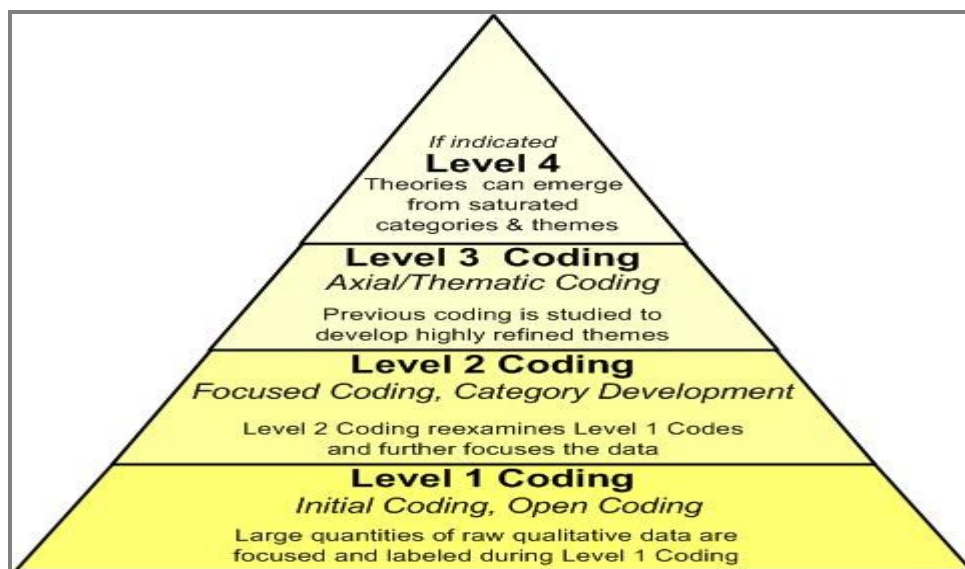 If indicated
Level 4
Theories can emerge
from saturated
categories & themes
Level 3 Coding
Axial/Thematic Coding
Previous coding is studied to
develop highly refined themes
Level 2 Coding
Focused Coding, Category Development
Level 2 Coding reexamines Level 1 Codes
and further focuses the data
Level 1 Coding
Initial Coding, Open Coding
Large quantities of raw qualitative data are
focused and labeled during Level 1 Coding